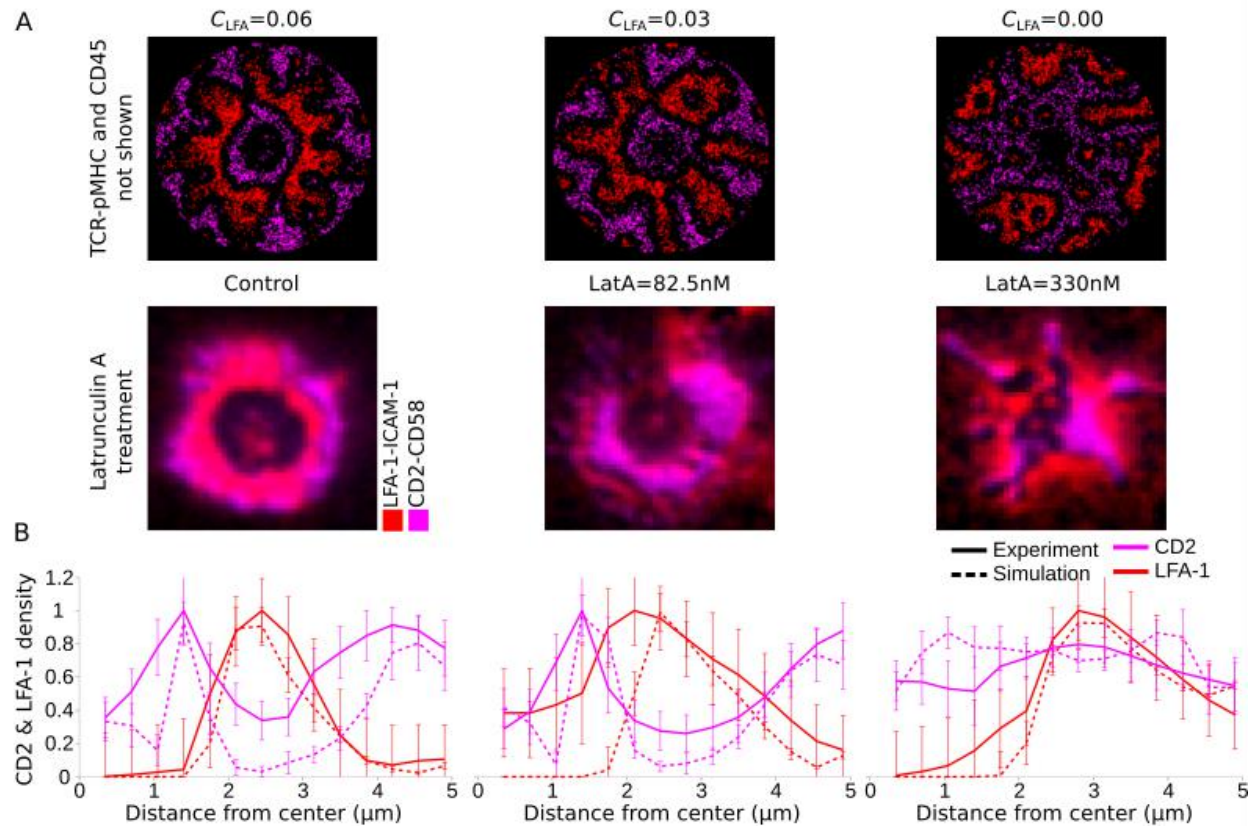 A
C_LFA=0.06
C_LFA=0.03
C_LFA=0.00
TCR-pMHC and CD45
not shown
Control
LatA=82.5nM
LatA=330nM
Latrunculin A
treatment
LFA-1-ICAM-1
CD2-CD58
B
Experiment
Simulation
CD2
LFA-1
CD2 & LFA-1 density
1.2
1
0.8
0.6
0.4
0.2
0
0 1 2 3 4 5
1 2 3 4 5
1 2 3 4 5
Distance from center (µm)
Distance from center (µm)
Distance from center (µm)